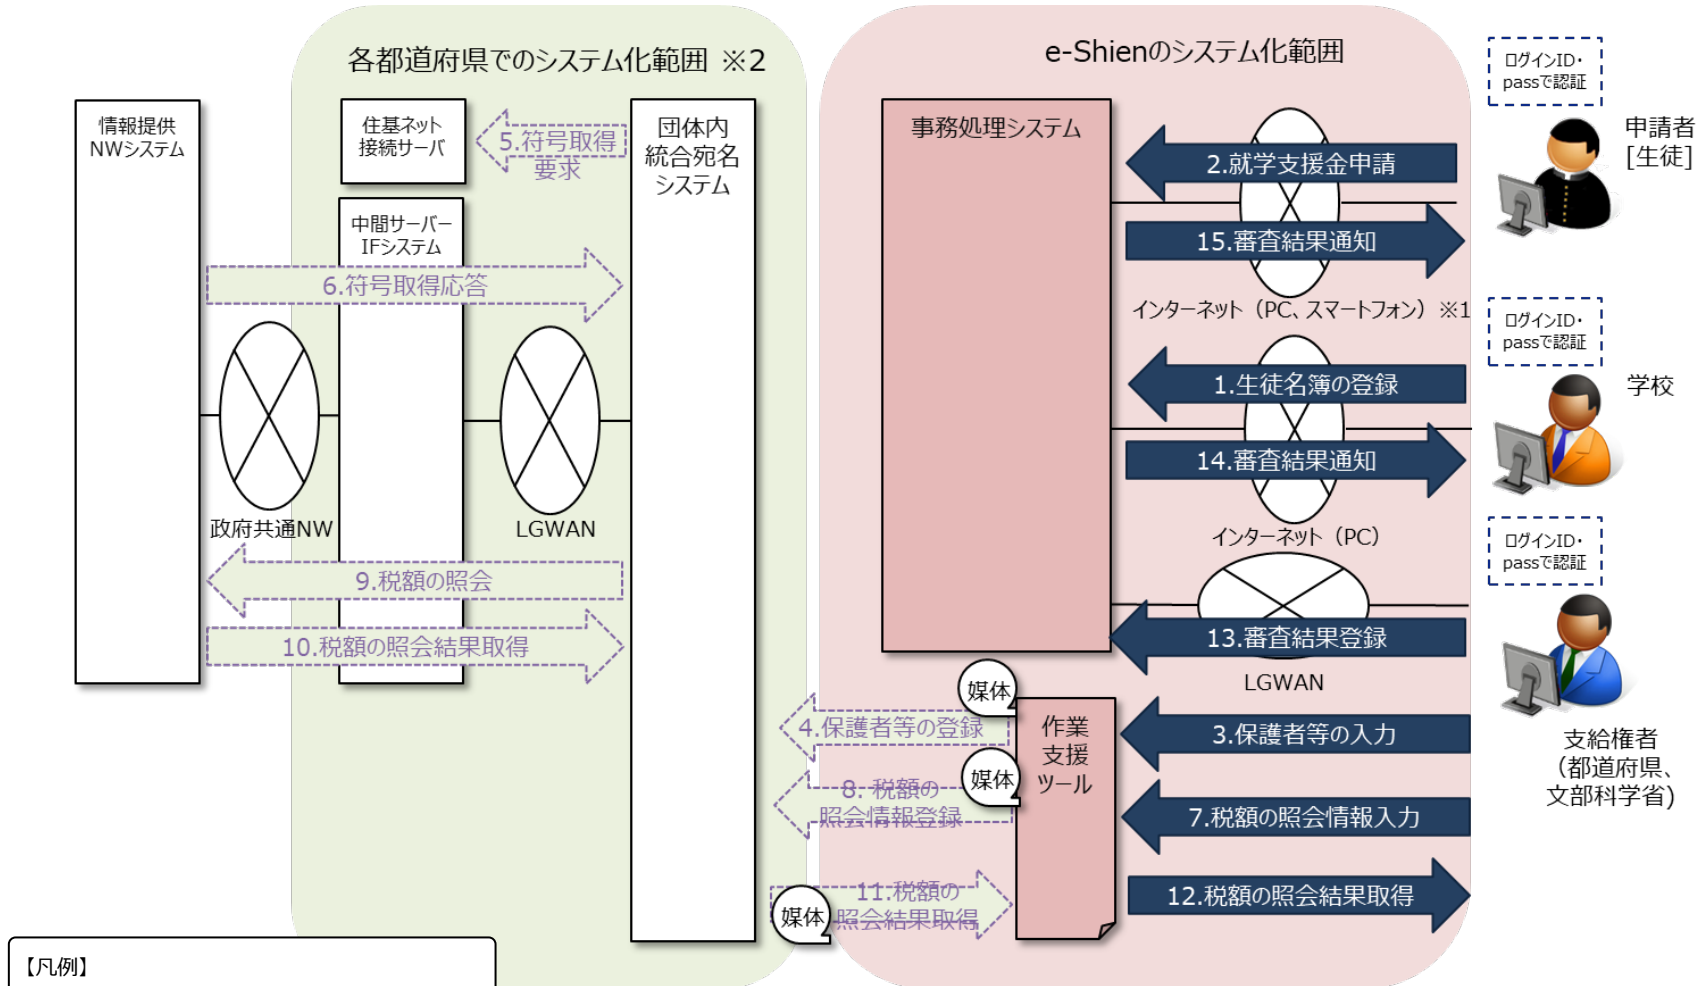 各都道府県でのシステム化範囲 ※2
e-Shienのシステム化範囲
情報提供
NWシステム
住基ネット
接続サーバ
5.符号取得
要求
団体内
統合宛名
システム
中間サーバー
IFシステム
6.符号取得応答
政府共通NW
LGWAN
9.税額の照会
10.税額の照会結果取得
事務処理システム
2.就学支援金申請
15.審査結果通知
インターネット（PC、スマートフォン）※1
ログインID・
passで認証
申請者
[生徒]
1.生徒名簿の登録
14.審査結果通知
インターネット（PC）
ログインID・
passで認証
学校
13.審査結果登録
LGWAN
ログインID・
passで認証
支給権者
（都道府県、
文部科学省)
媒体
4.保護者等の登録
作業
支援
ツール
3.保護者等の入力
媒体
8. 税額の
照会情報登録
7.税額の照会情報入力
媒体
11.税額の
照会結果取得
12.税額の照会結果取得
【凡例】